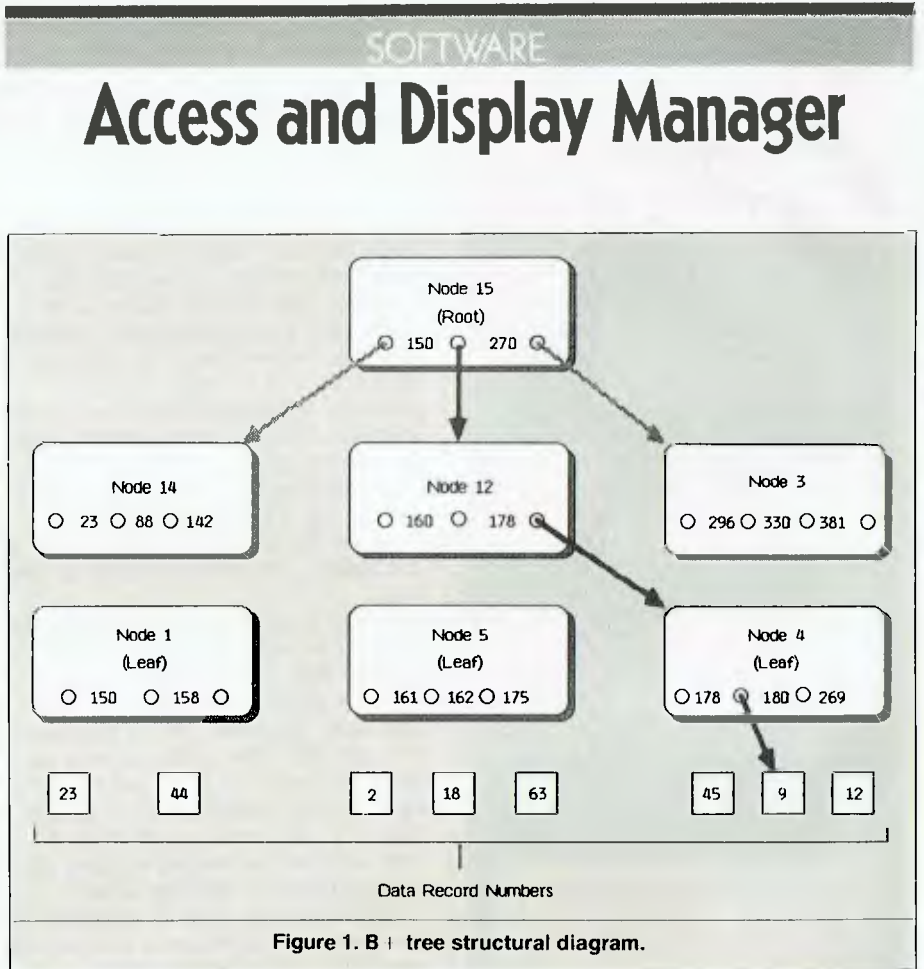 SOFTWARE
Access and Display Manager
Node 15
(Root)
150 270
Node 14
23 88 142
Node 12
160 178
Node 3
296 330 381
Node 1
(Leaf)
150 158
Node 5
(Leaf)
161 162 175
Node 4
(Leaf)
178 180 269
23 44 2 18 63 45 9 12
Data Record Numbers
Figure 1. B + tree structural diagram.